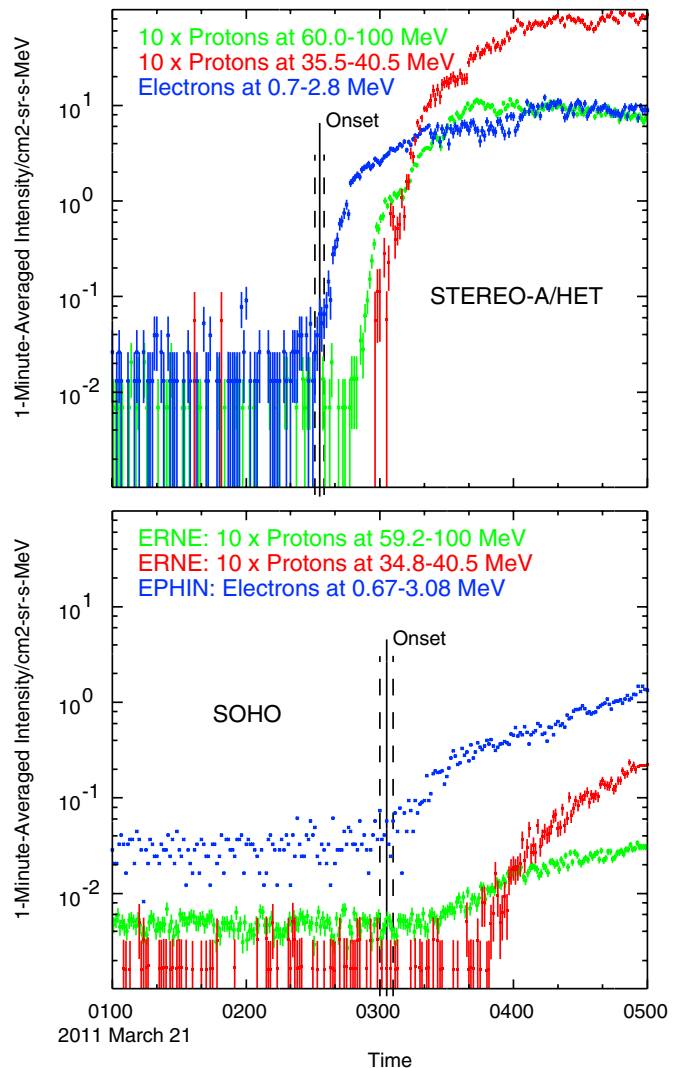 10 x Protons at 60.0-100 MeV
10 x Protons at 35.5-40.5 MeV
Electrons at 0.7-2.8 MeV
Onset
STEREO-A/HET
10^1
10^0
10^-1
10^-2
1-Minute-Averaged Intensity/cm2-sr-s-MeV
ERNE: 10 x Protons at 59.2-100 MeV
ERNE: 10 x Protons at 34.8-40.5 MeV
EPHIN: Electrons at 0.67-3.08 MeV
Onset
SOHO
10^1
10^0
10^-1
10^-2
1-Minute-Averaged Intensity/cm2-sr-s-MeV
0100 0200 0300 0400 0500
2011 March 21
Time